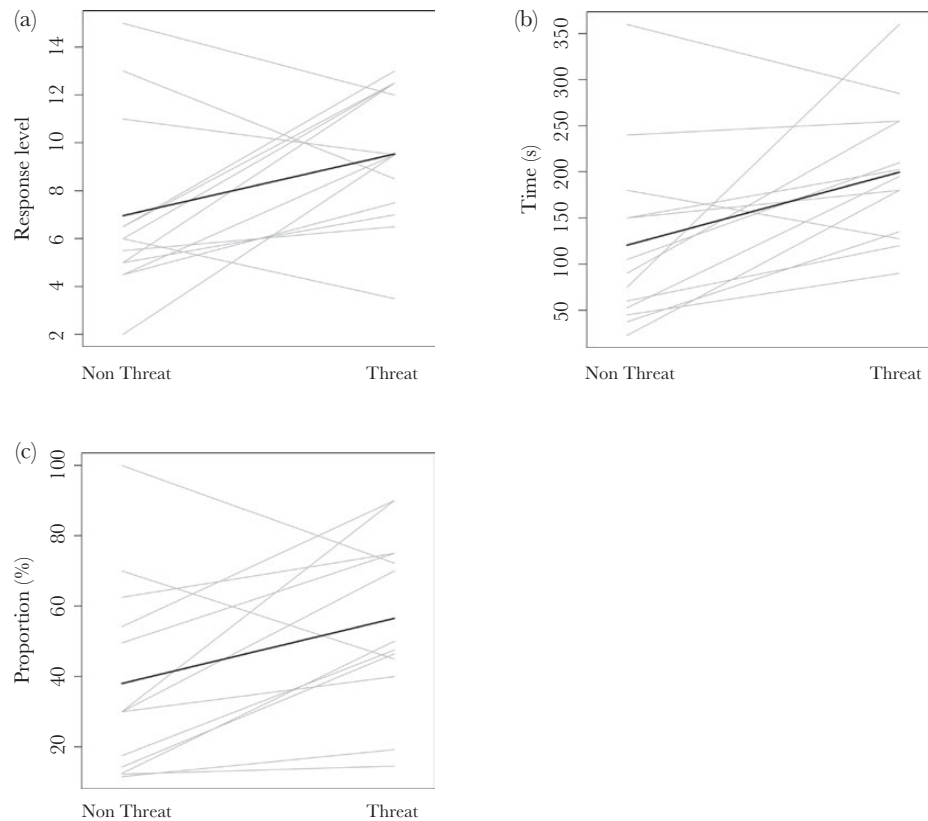 (a)
Response level
14
12
10
8
6
4
2
Non Threat Threat
(b)
Time (s)
350
300
250
200
150
100
50
Non Threat Threat
(c)
Proportion (%)
100
80
60
40
20
Non Threat Threat